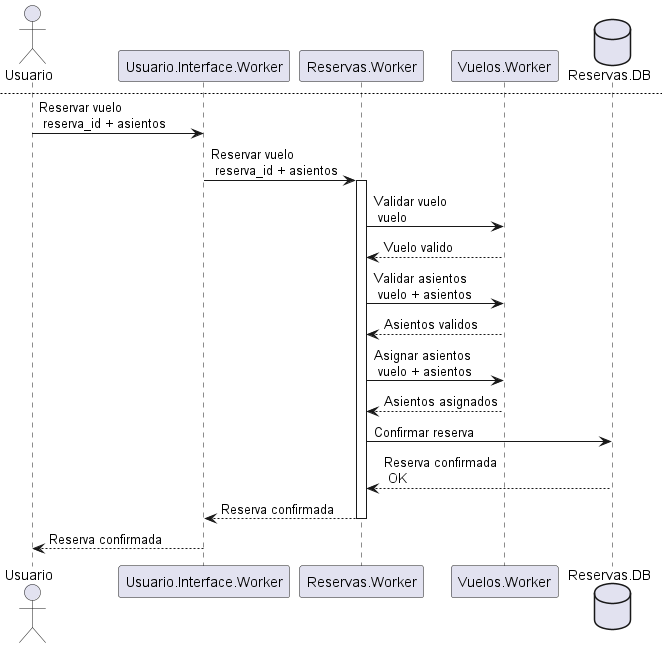 Usuario
Usuario.Interface.Worker
Reservas.Worker
Vuelos.Worker
Reservas.DB
Reservar vuelo
reserva_id + asientos
Reservar vuelo
reserva_id + asientos
Validar vuelo
vuelo
Vuelo valido
Validar asientos
vuelo + asientos
Asientos validos
Asignar asientos
vuelo + asientos
Asientos asignados
Confirmar reserva
Reserva confirmada
OK
Reserva confirmada
Reserva confirmada
Usuario
Usuario.Interface.Worker
Reservas.Worker
Vuelos.Worker
Reservas.DB